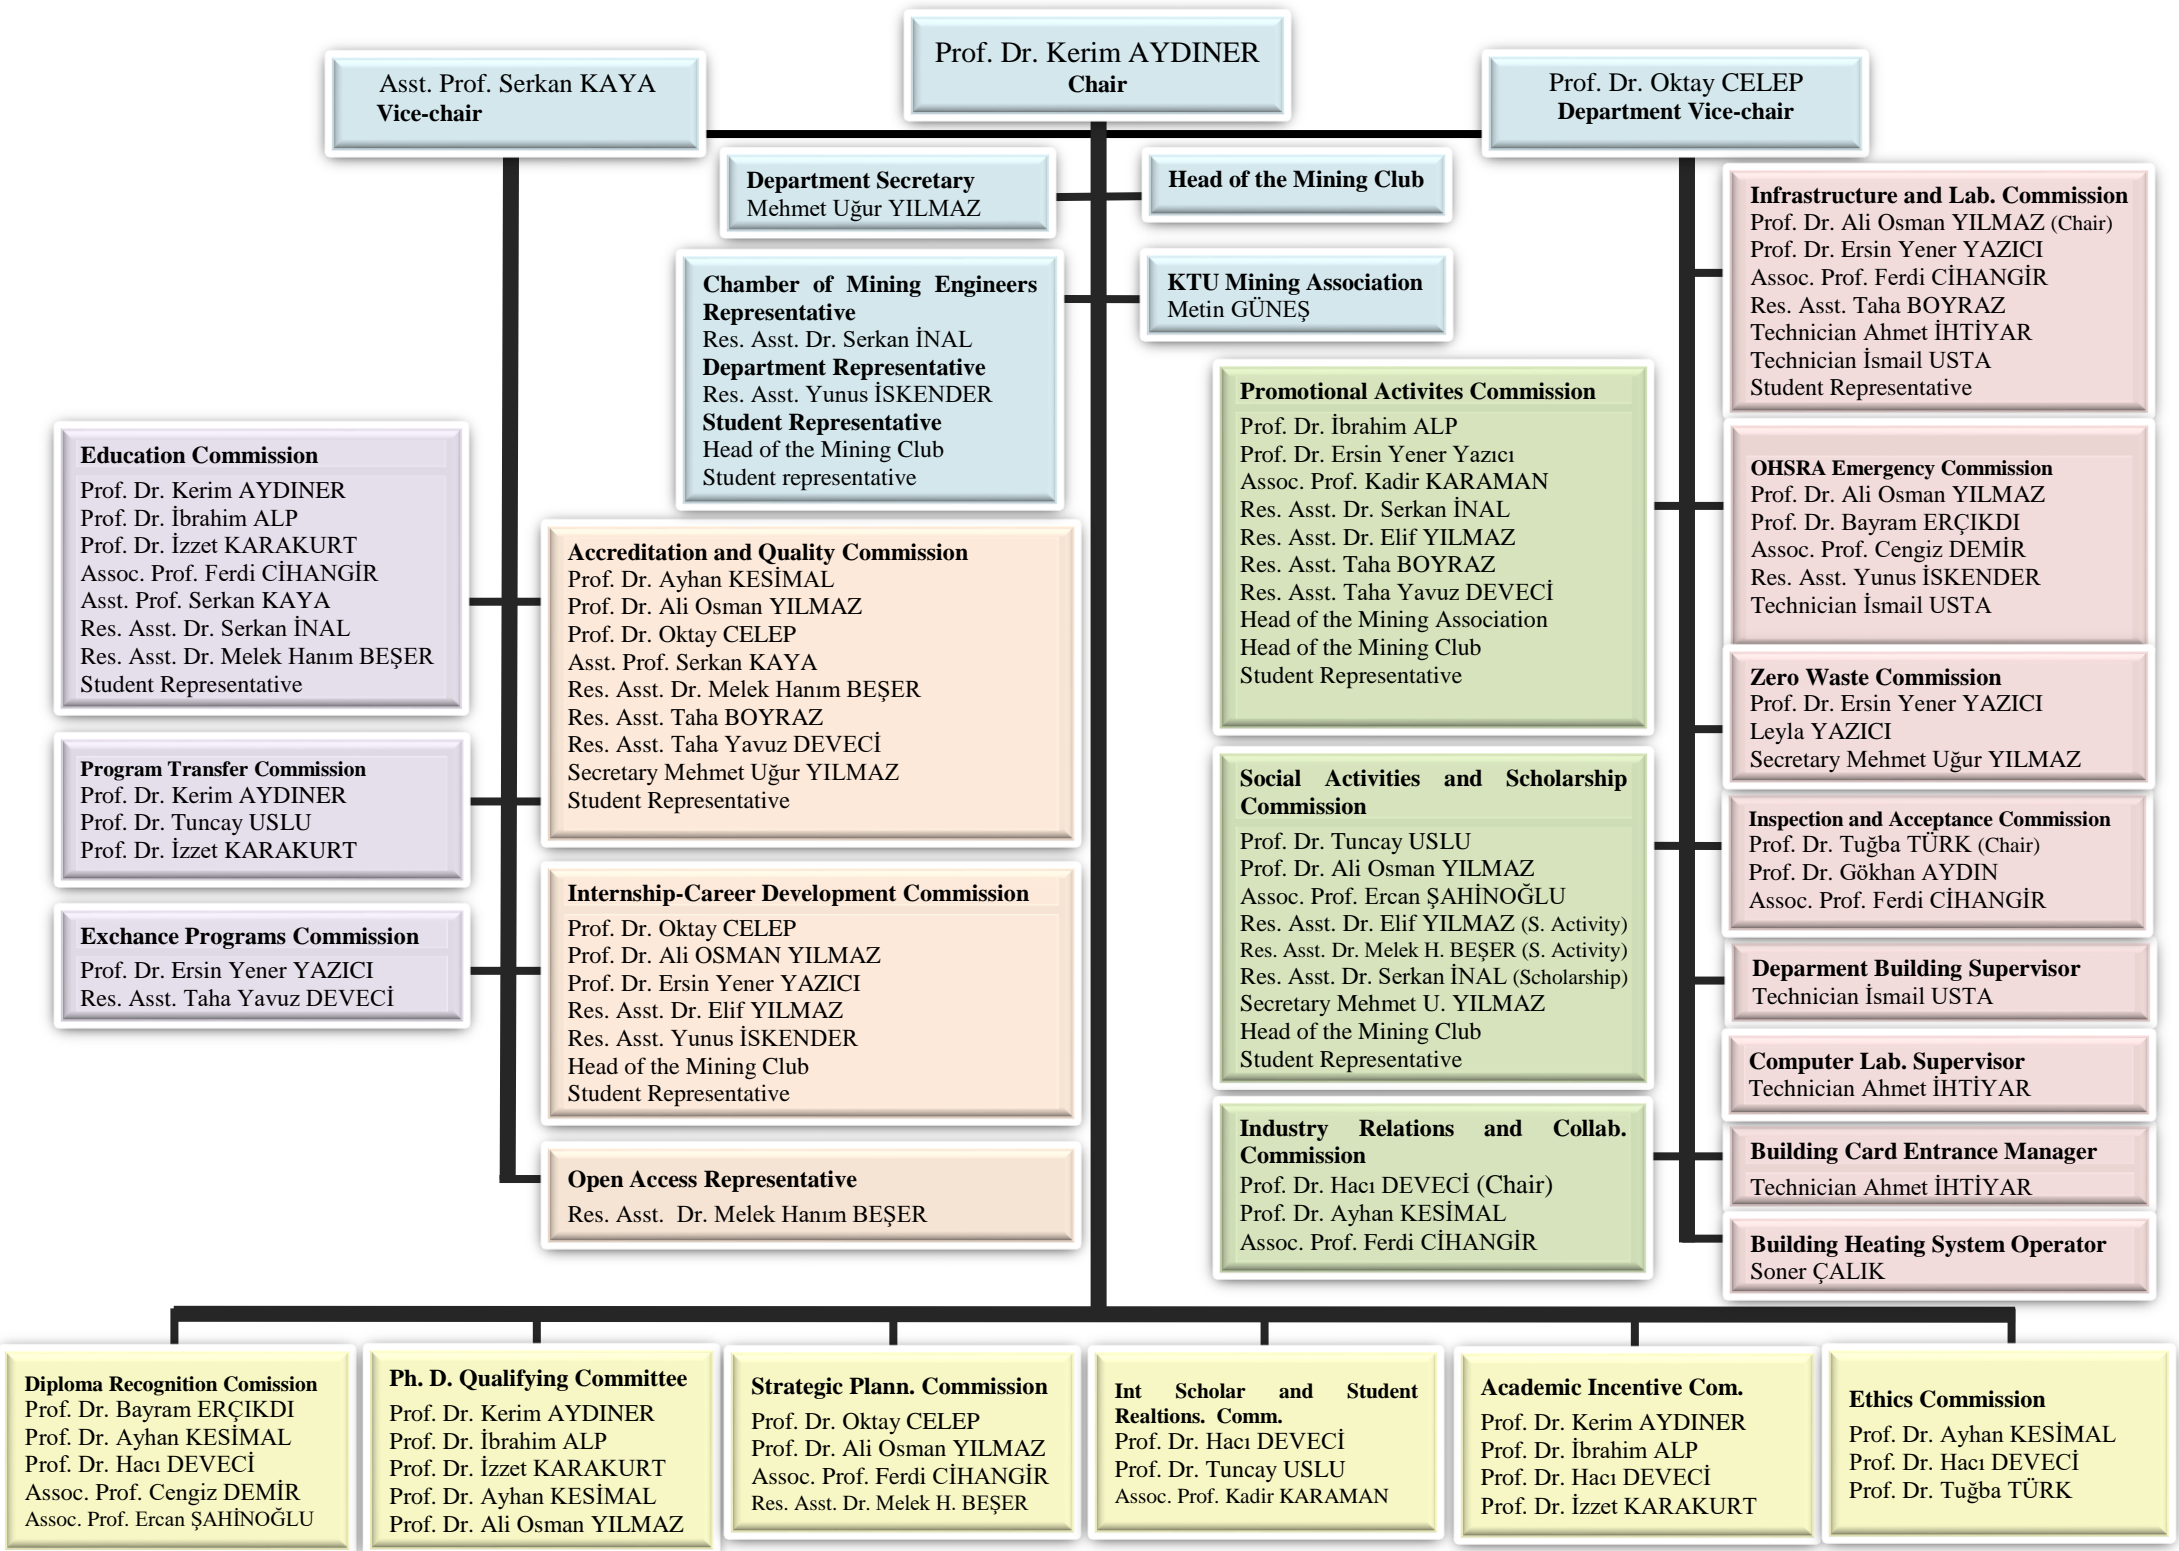 Prof. Dr. Kerim AYDINER
Chair
Asst. Prof. Serkan KAYA
Vice-chair
Prof. Dr. Oktay CELEP
Department Vice-chair
Department Secretary
Mehmet Uğur YILMAZ
Head of the Mining Club
Chamber of Mining Engineers
Representative
Res. Asst. Dr. Serkan İNAL
Department Representative
Res. Asst. Yunus İSKENDER
Student Representative
Head of the Mining Club
Student representative
KTU Mining Association
Metin GÜNEŞ
Education Commission
Prof. Dr. Kerim AYDINER
Prof. Dr. İbrahim ALP
Prof. Dr. İzzet KARAKURT
Assoc. Prof. Ferdi CİHANGİR
Asst. Prof. Serkan KAYA
Res. Asst. Dr. Serkan İNAL
Res. Asst. Dr. Melek Hanım BEŞER
Student Representative
Program Transfer Commission
Prof. Dr. Kerim AYDINER
Prof. Dr. Tuncay USLU
Prof. Dr. İzzet KARAKURT
Exchance Programs Commission
Prof. Dr. Ersin Yener YAZICI
Res. Asst. Taha Yavuz DEVECİ
Accreditation and Quality Commission
Prof. Dr. Ayhan KESİMAL
Prof. Dr. Ali Osman YILMAZ
Prof. Dr. Oktay CELEP
Asst. Prof. Serkan KAYA
Res. Asst. Dr. Melek Hanım BEŞER
Res. Asst. Taha BOYRAZ
Res. Asst. Taha Yavuz DEVECİ
Secretary Mehmet Uğur YILMAZ
Student Representative
Internship-Career Development Commission
Prof. Dr. Oktay CELEP
Prof. Dr. Ali OSMAN YILMAZ
Prof. Dr. Ersin Yener YAZICI
Res. Asst. Dr. Elif YILMAZ
Res. Asst. Yunus İSKENDER
Head of the Mining Club
Student Representative
Open Access Representative
Res. Asst. Dr. Melek Hanım BEŞER
Promotional Activites Commission
Prof. Dr. İbrahim ALP
Prof. Dr. Ersin Yener Yazıcı
Assoc. Prof. Kadir KARAMAN
Res. Asst. Dr. Serkan İNAL
Res. Asst. Dr. Elif YILMAZ
Res. Asst. Taha BOYRAZ
Res. Asst. Taha Yavuz DEVECİ
Head of the Mining Association
Head of the Mining Club
Student Representative
Social Activities and Scholarship
Commission
Prof. Dr. Tuncay USLU
Prof. Dr. Ali Osman YILMAZ
Assoc. Prof. Ercan ŞAHİNOĞLU
Res. Asst. Dr. Elif YILMAZ (S. Activity)
Res. Asst. Dr. Melek H. BEŞER (S. Activity)
Res. Asst. Dr. Serkan İNAL (Scholarship)
Secretary Mehmet U. YILMAZ
Head of the Mining Club
Student Representative
Industry Relations and Collab.
Commission
Prof. Dr. Hacı DEVECİ (Chair)
Prof. Dr. Ayhan KESİMAL
Assoc. Prof. Ferdi CİHANGİR
Infrastructure and Lab. Commission
Prof. Dr. Ali Osman YILMAZ (Chair)
Prof. Dr. Ersin Yener YAZICI
Assoc. Prof. Ferdi CİHANGİR
Res. Asst. Taha BOYRAZ
Technician Ahmet İHTİYAR
Technician İsmail USTA
Student Representative
OHSRA Emergency Commission
Prof. Dr. Ali Osman YILMAZ
Prof. Dr. Bayram ERÇIKDI
Assoc. Prof. Cengiz DEMİR
Res. Asst. Yunus İSKENDER
Technician İsmail USTA
Zero Waste Commission
Prof. Dr. Ersin Yener YAZICI
Leyla YAZICI
Secretary Mehmet Uğur YILMAZ
Inspection and Acceptance Commission
Prof. Dr. Tuğba TÜRK (Chair)
Prof. Dr. Gökhan AYDIN
Assoc. Prof. Ferdi CİHANGİR
Deparment Building Supervisor
Technician İsmail USTA
Computer Lab. Supervisor
Technician Ahmet İHTİYAR
Building Card Entrance Manager
Technician Ahmet İHTİYAR
Building Heating System Operator
Soner ÇALIK
Diploma Recognition Comission
Prof. Dr. Bayram ERÇIKDI
Prof. Dr. Ayhan KESİMAL
Prof. Dr. Hacı DEVECİ
Assoc. Prof. Cengiz DEMİR
Assoc. Prof. Ercan ŞAHİNOĞLU
Ph. D. Qualifying Committee
Prof. Dr. Kerim AYDINER
Prof. Dr. İbrahim ALP
Prof. Dr. İzzet KARAKURT
Prof. Dr. Ayhan KESİMAL
Prof. Dr. Ali Osman YILMAZ
Strategic Plann. Commission
Prof. Dr. Oktay CELEP
Prof. Dr. Ali Osman YILMAZ
Assoc. Prof. Ferdi CİHANGİR
Res. Asst. Dr. Melek H. BEŞER
Int Scholar and Student
Realtions. Comm.
Prof. Dr. Hacı DEVECİ
Prof. Dr. Tuncay USLU
Assoc. Prof. Kadir KARAMAN
Academic Incentive Com.
Prof. Dr. Kerim AYDINER
Prof. Dr. İbrahim ALP
Prof. Dr. Hacı DEVECİ
Prof. Dr. İzzet KARAKURT
Ethics Commission
Prof. Dr. Ayhan KESİMAL
Prof. Dr. Hacı DEVECİ
Prof. Dr. Tuğba TÜRK